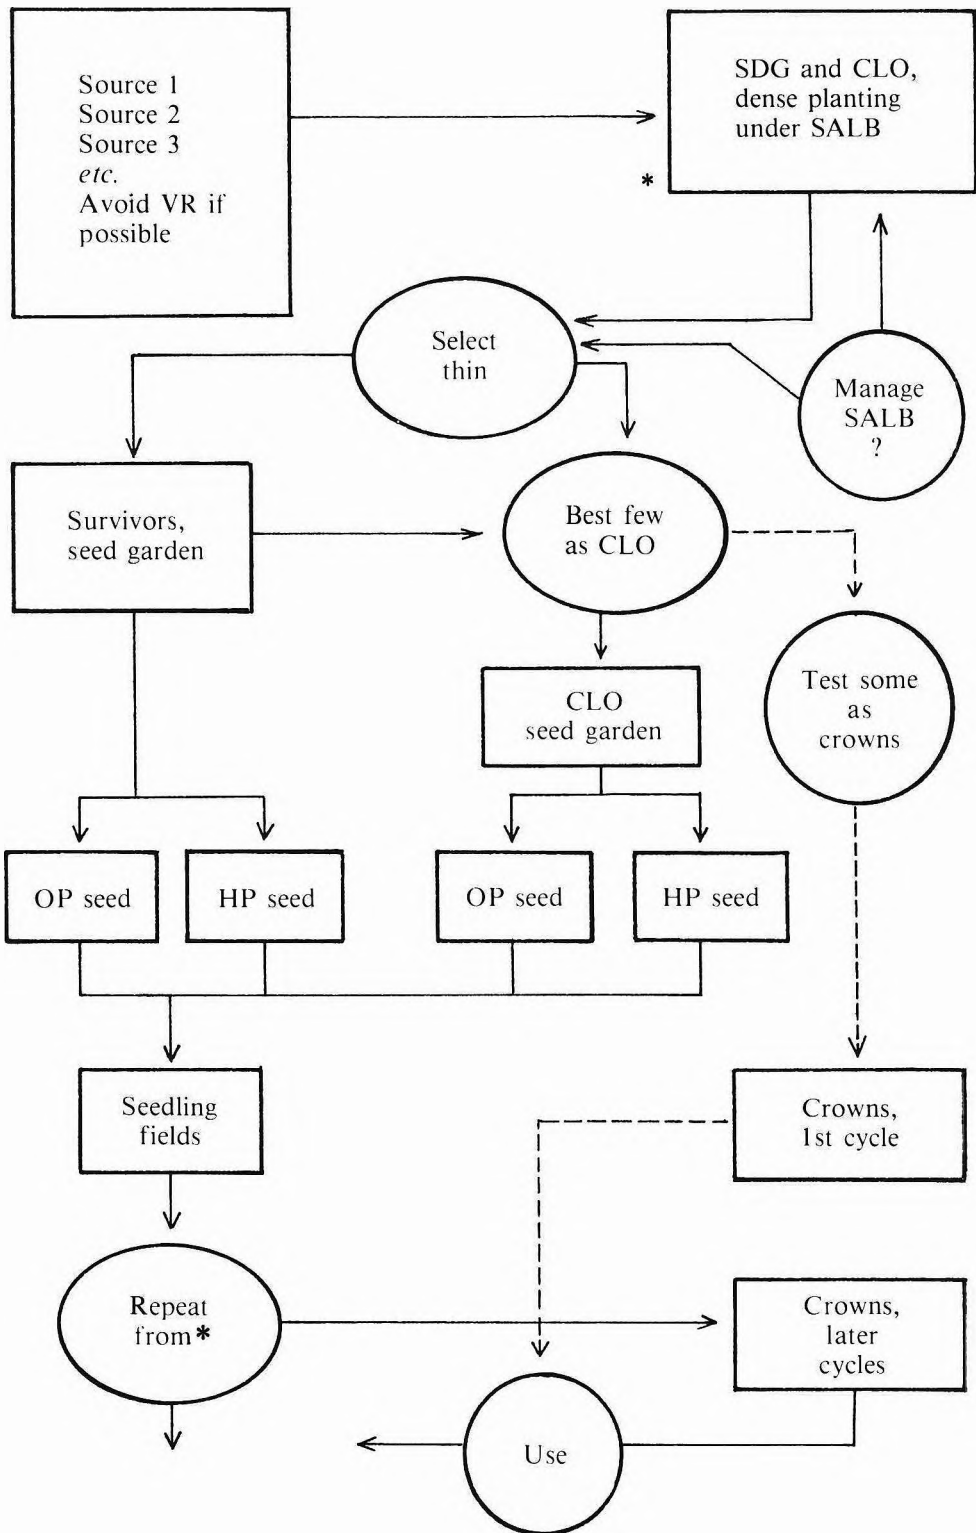 Source 1
Source 2
Source 3
etc.
Avoid VR if
possible
SDG and CLO,
dense planting
under SALB
*
Select
thin
Manage
SALB
?
Survivors,
seed garden
Best few
as CLO
Test some
as
crowns
CLO
seed garden
OP seed
HP seed
OP seed
HP seed
Seedling
fields
Crowns,
1st cycle
Repeat
from*
Crowns,
later
cycles
Use